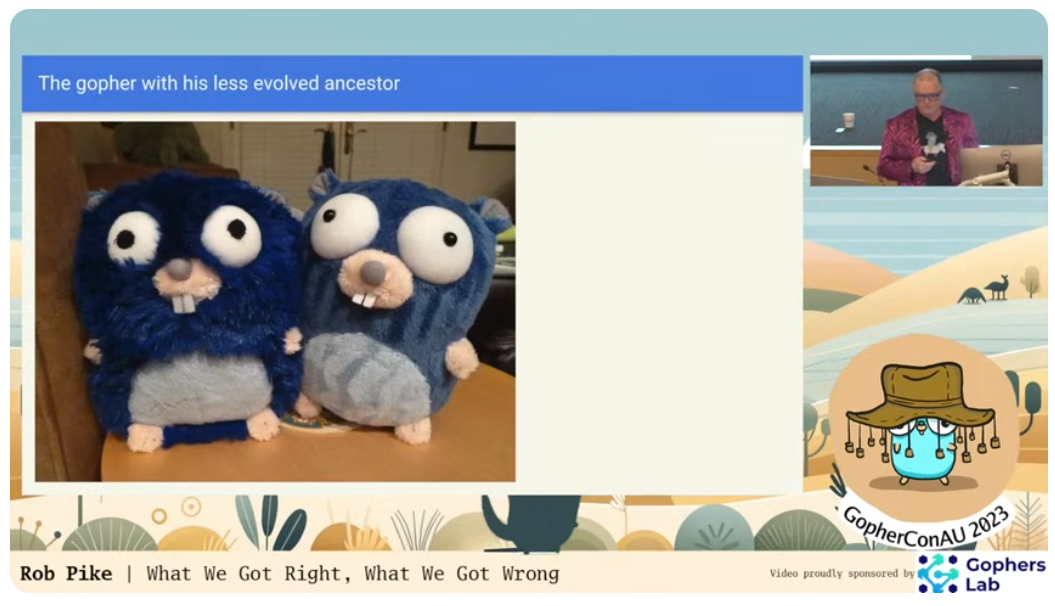 The gopher with his less evolved ancestor
GopherConAU 2023
Rob Pike | What We Got Right, What We Got Wrong
Video proudly sponsored by
Gophers
Lab